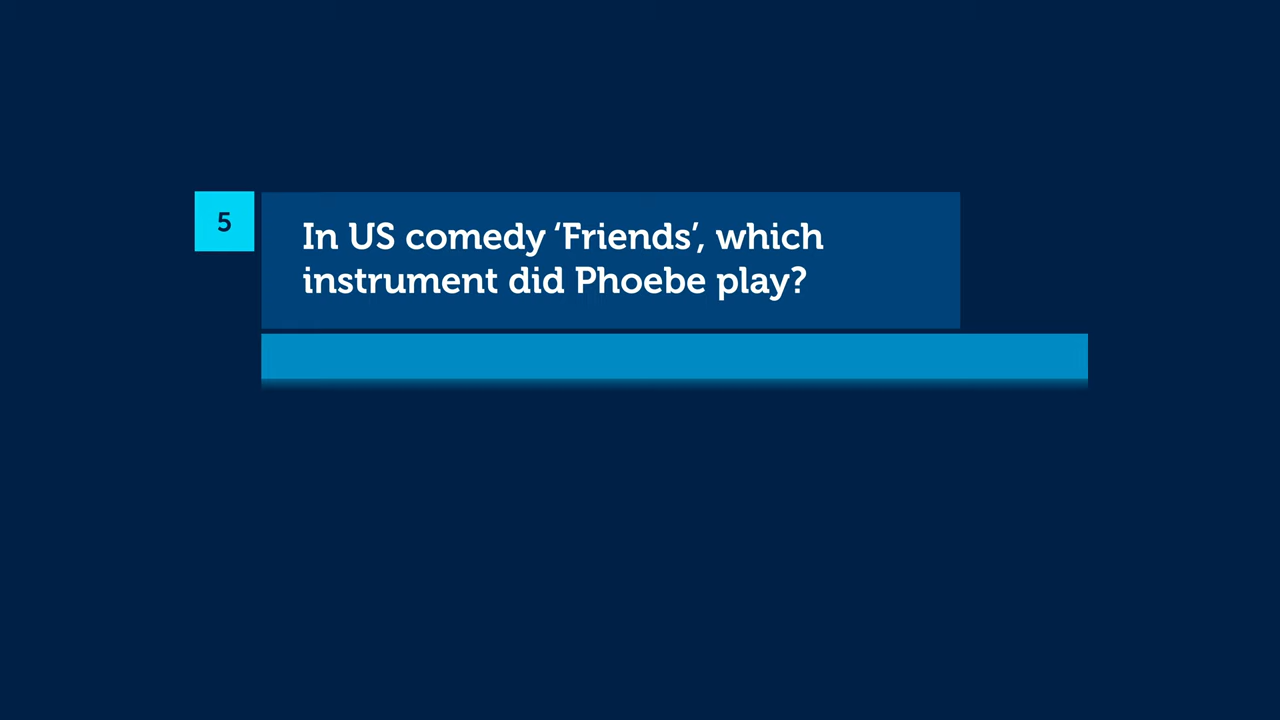 5
In US comedy ‘Friends’, which
instrument did Phoebe play?